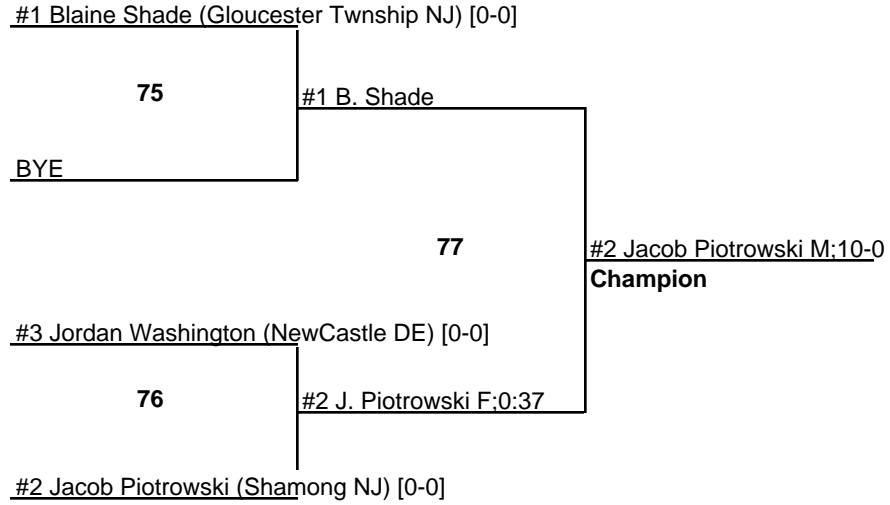 #1 Blaine Shade (Gloucester Twnship NJ) [0-0]
75
#1 B. Shade
BYE
77
#2 Jacob Piotrowski M;10-0
Champion
#3 Jordan Washington (NewCastle DE) [0-0]
76
#2 J. Piotrowski F;0:37
#2 Jacob Piotrowski (Shamong NJ) [0-0]